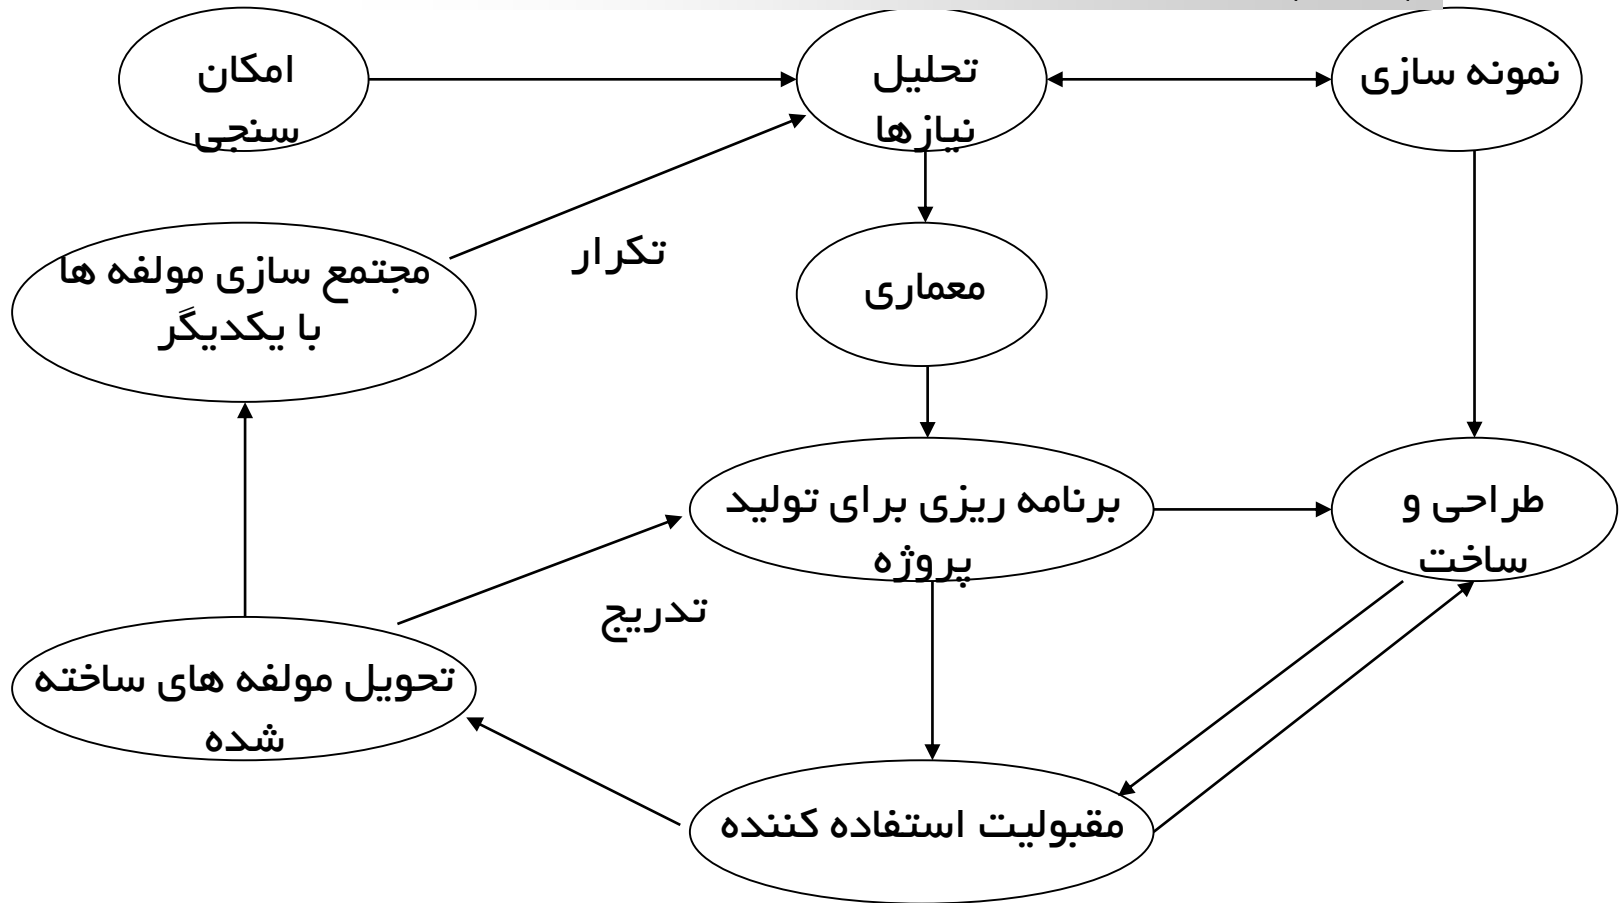 نمونه سازی
تحلیل
نیازها
امکان
سنجی
تکرار
معماری
مجتمع سازی مولفه ها
با یکدیگر
طراحی و
ساخت
برنامه ریزی برای تولید
پروژه
تدریج
تحویل مولفه های ساخته
شده
مقبولیت استفاده کننده